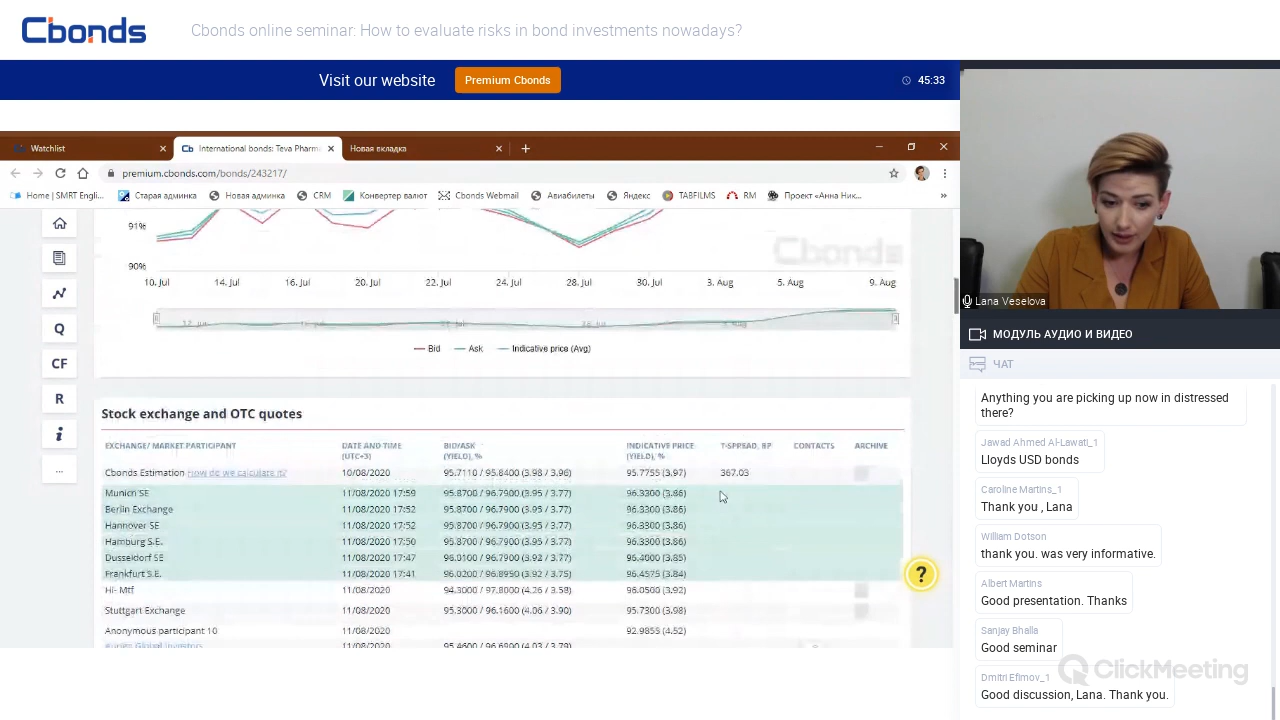 Cbonds
Cbonds online seminar: How to evaluate risks in bond investments nowadays?
Visit our website
Premium Cbonds
45:33
Watchlist
International bonds: Teva Pharma
Новая вкладка
premium.cbonds.com/bonds/243217/
Home | SMRT Engli...
Старая админка
Новая админка
CRM
Конвертер валют
Cbonds Webmail
Авиабилеты
Яндекс
TABFILMS
RM
Проект «Анна Ник...
»
91%
Cbonds
90%
10. Jul
14. Jul
16. Jul
20. Jul
22. Jul
24. Jul
28. Jul
30. Jul
3. Aug
5. Aug
9. Aug
Bid
Ask
Indicative price (Avg)
Q
CF
R
i
...
Stock exchange and OTC quotes
EXCHANGE/ MARKET PARTICIPANT
DATE AND TIME (UTC+3)
BID/ASK (YIELD), %
INDICATIVE PRICE (YIELD), %
T-SPREAD, BP
CONTACTS
ARCHIVE
Cbonds Estimation How do we calculate it? 10/08/2020 95.7110 / 95.8400 (3.98 / 3.96) 95.7755 (3.97) 367.03
Munich SE 11/08/2020 17:59 95.8700 / 96.7900 (3.95 / 3.77) 96.3300 (3.86)
Berlin Exchange 11/08/2020 17:52 95.8700 / 96.7900 (3.95 / 3.77) 96.3300 (3.86)
Hannover SE 11/08/2020 17:52 95.8700 / 96.7900 (3.95 / 3.77) 96.3300 (3.86)
Hamburg S.E. 11/08/2020 17:50 95.8700 / 96.7900 (3.95 / 3.77) 96.3300 (3.86)
Dusseldorf SE 11/08/2020 17:47 96.0100 / 96.7900 (3.92 / 3.77) 96.4000 (3.85)
Frankfurt S.E. 11/08/2020 17:41 96.0200 / 96.8950 (3.92 / 3.75) 96.4575 (3.84)
Hi- Mtf 11/08/2020 94.3000 / 97.8000 (4.26 / 3.58) 96.0500 (3.92)
Stuttgart Exchange 11/08/2020 95.3000 / 96.1600 (4.06 / 3.90) 95.7300 (3.98)
Anonymous participant 10 11/08/2020 92.9855 (4.52)
?
Lana Veselova
МОДУЛЬ АУДИО И ВИДЕО
ЧАТ
Anything you are picking up now in distressed
there?
Jawad Ahmed Al-Lawati_1
Lloyds USD bonds
Caroline Martins_1
Thank you , Lana
William Dotson
thank you. was very informative.
Albert Martins
Good presentation. Thanks
Sanjay Bhalla
Good seminar
ClickMeeting
Dmitri Efimov_1
Good discussion, Lana. Thank you.